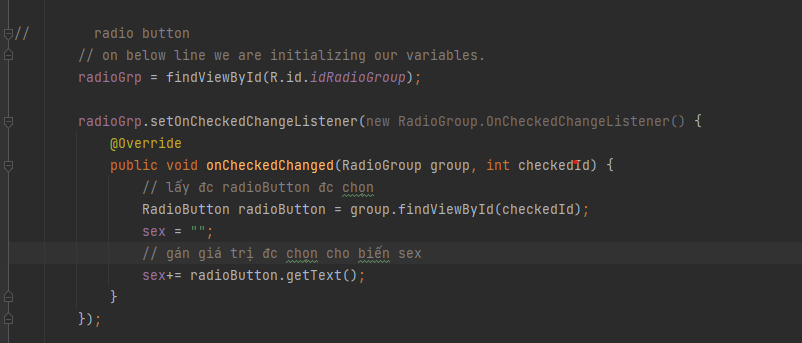 // radio button
// on below line we are initializing our variables.
radioGrp = findViewById(R.id.idRadioGroup);
radioGrp.setOnCheckedChangeListener(new RadioGroup.OnCheckedChangeListener() {
@Override
public void onCheckedChanged(RadioGroup group, int checkedId) {
// lấy đc radioButton đc chọn
RadioButton radioButton = group.findViewById(checkedId);
sex = "";
// gán giá trị đc chọn cho biến sex
sex+= radioButton.getText();
}
});